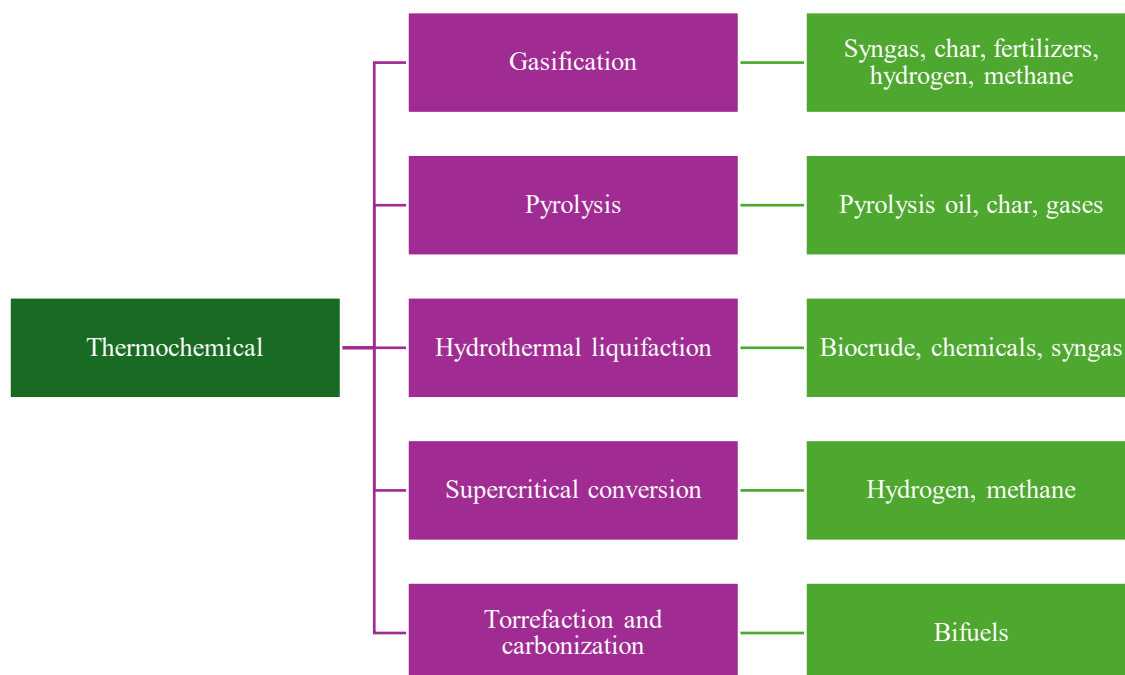 Gasification
Syngas, char, fertilizers,
hydrogen, methane
Pyrolysis
Pyrolysis oil, char, gases
Thermochemical
Hydrothermal liquifaction
Biocrude, chemicals, syngas
Supercritical conversion
Hydrogen, methane
Torrefaction and
carbonization
Bifuels